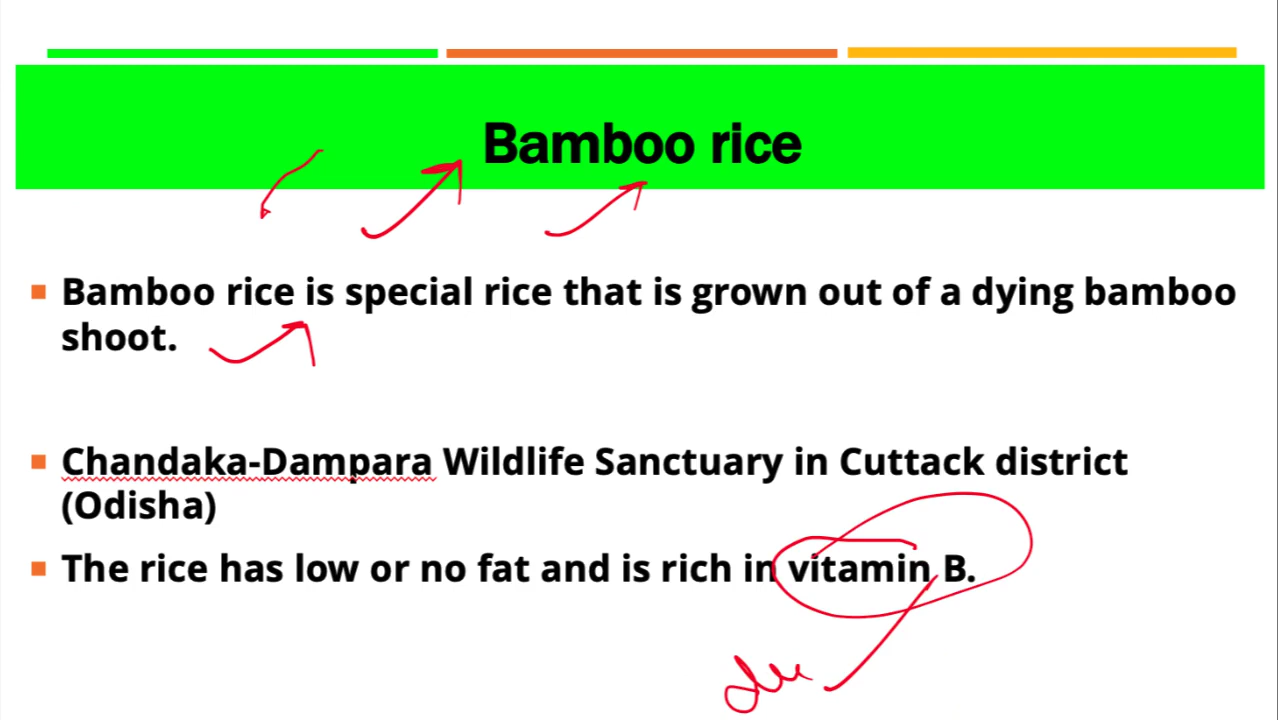 Bamboo rice
Bamboo rice is special rice that is grown out of a dying bamboo
shoot.
Chandaka-Dampara Wildlife Sanctuary in Cuttack district
(Odisha)
The rice has low or no fat and is rich in vitamin B.